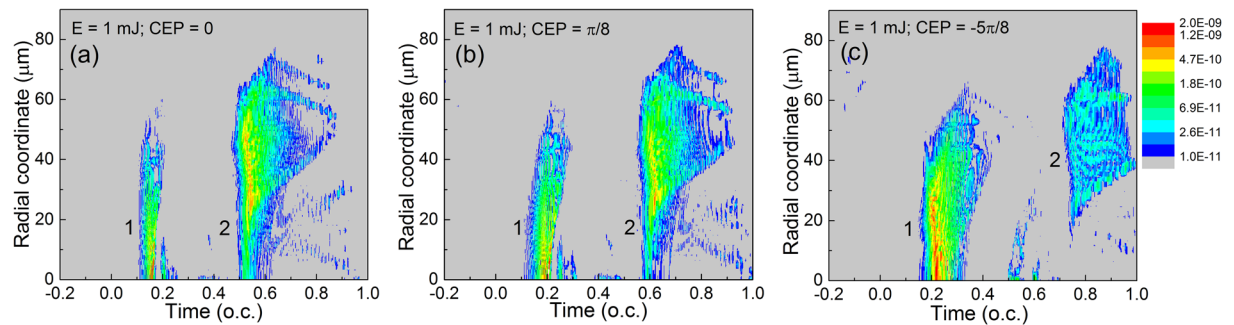 E = 1 mJ; CEP = 0
(a)
1
2
Radial coordinate (μm)
80
60
40
20
0
-0.2 0.0 0.2 0.4 0.6 0.8 1.0
Time (o.c.)
E = 1 mJ; CEP = π/8
(b)
1
2
Radial coordinate (μm)
80
60
40
20
0
-0.2 0.0 0.2 0.4 0.6 0.8 1.0
Time (o.c.)
E = 1 mJ; CEP = -5π/8
(c)
1
2
Radial coordinate (μm)
80
60
40
20
0
-0.2 0.0 0.2 0.4 0.6 0.8 1.0
Time (o.c.)
2.0E-09
1.2E-09
4.7E-10
1.8E-10
6.9E-11
2.6E-11
1.0E-11